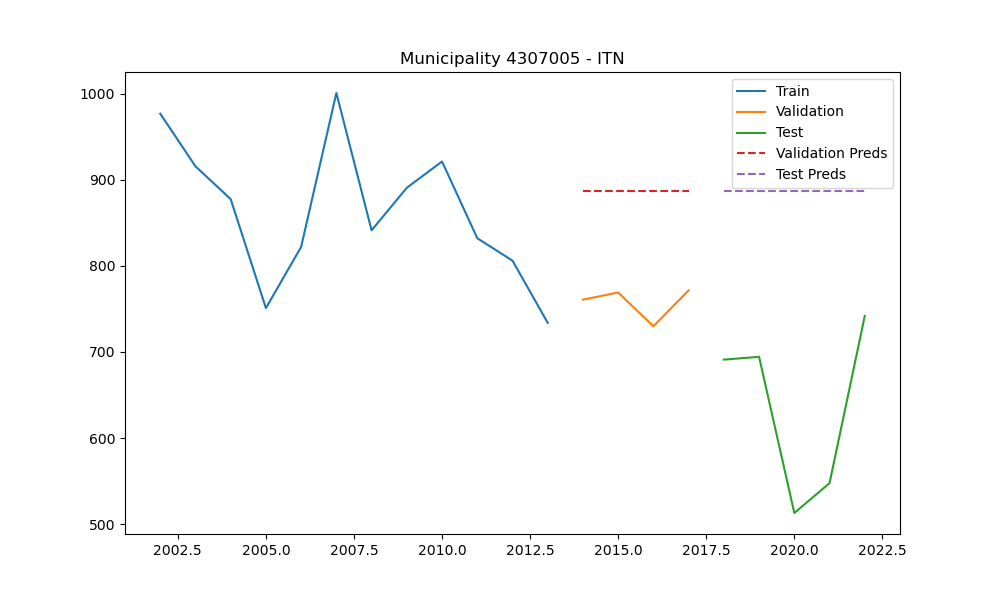 Municipality 4307005 - ITN
1000
900
800
700
600
500
Train
Validation
Test
Validation Preds
Test Preds
2002.5 2005.0 2007.5 2010.0 2012.5 2015.0 2017.5 2020.0 2022.5